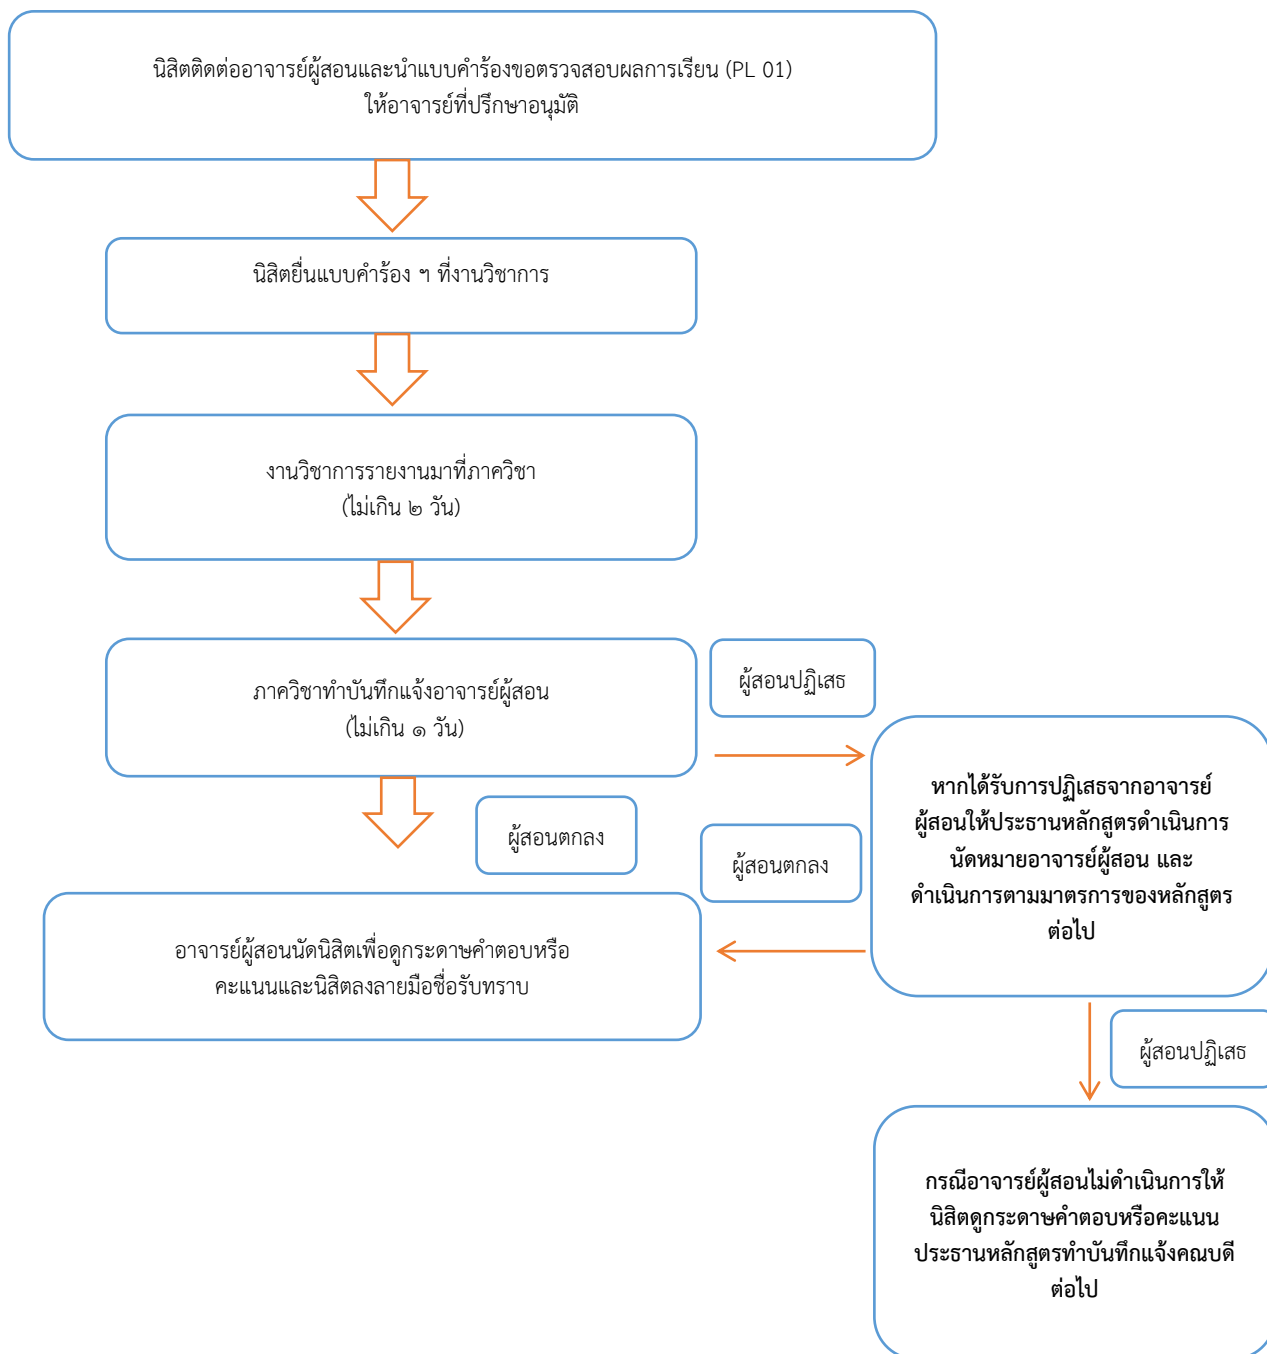 นิสิตติดต่ออาจารย์ผู้สอนและนำแบบคำร้องขอตรวจสอบผลการเรียน (PL 01)
ให้อาจารย์ที่ปรึกษาอนุมัติ
นิสิตยื่นแบบคำร้อง ฯ ที่งานวิชาการ
งานวิชาการรายงานมาที่ภาควิชา
(ไม่เกิน ๒ วัน)
ภาควิชาทำบันทึกแจ้งอาจารย์ผู้สอน
(ไม่เกิน ๑ วัน)
ผู้สอนปฏิเสธ
หากได้รับการปฏิเสธจากอาจารย์
ผู้สอนให้ประธานหลักสูตรดำเนินการ
นัดหมายอาจารย์ผู้สอน และ
ดำเนินการตามมาตรการของหลักสูตร
ต่อไป
ผู้สอนตกลง
ผู้สอนตกลง
อาจารย์ผู้สอนนัดนิสิตเพื่อดูกระดาษคำตอบหรือ
คะแนนและนิสิตลงลายมือชื่อรับทราบ
ผู้สอนปฏิเสธ
กรณีอาจารย์ผู้สอนไม่ดำเนินการให้
นิสิตดูกระดาษคำตอบหรือคะแนน
ประธานหลักสูตรทำบันทึกแจ้งคณบดี
ต่อไป